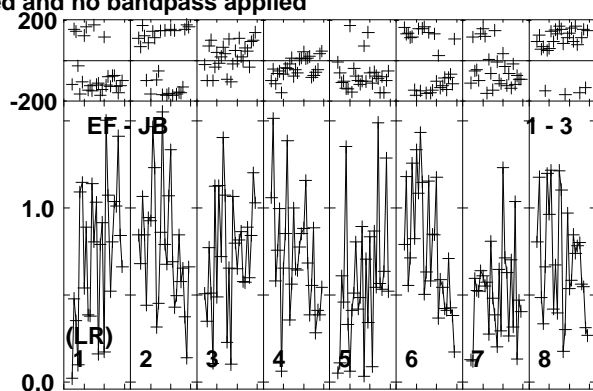 ed and no bandpass applied
200
-200
EF - JB 1 - 3
1.0
(LR)
1 2 3 4 5 6 7 8
0.0